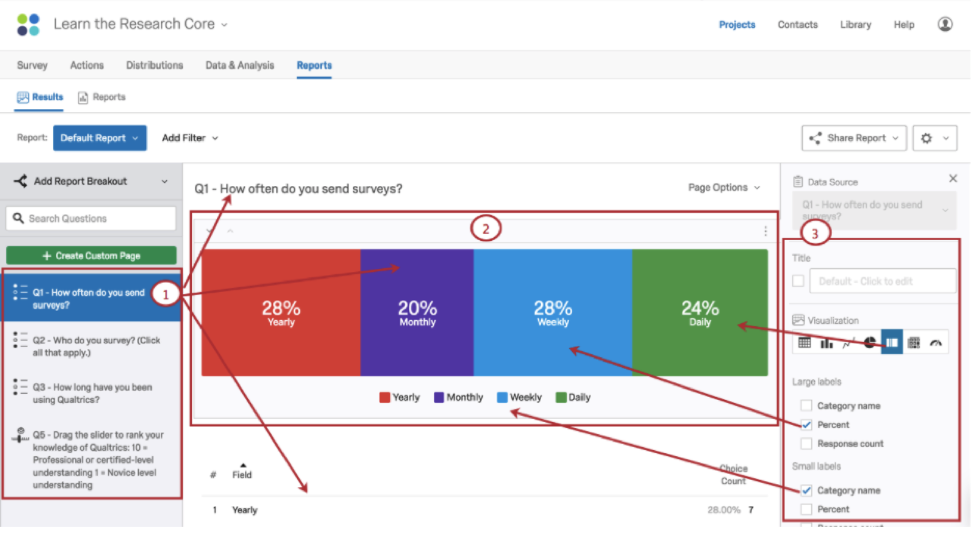 Learn the Research Core
Projects
Contacts
Library
Help
Survey
Actions
Distributions
Data & Analysis
Reports
Results
Reports
Report:
Default Report
Add Filter
Share Report
Add Report Breakout
Search Questions
+ Create Custom Page
Q1 - How often do you send
surveys?
1
Q2 - Who do you survey? (Click
all that apply.)
Q3 - How long have you been
using Qualtrics?
Q5 - Drag the slider to rank your
knowledge of Qualtrics: 10 =
Professional or certified-level
understanding 1 = Novice level
understanding
Q1 - How often do you send surveys?
Page Options
2
28%
Yearly
20%
Monthly
28%
Weekly
24%
Daily
Yearly
Monthly
Weekly
Daily
#
Field
Choice
Count
1
Yearly
28.00% 7
Data Source
Q1 - How often do you send
surveys?
3
Title
Default - Click to edit
Visualization
Large labels
Category name
Percent
Response count
Small labels
Category name
Percent
Response count